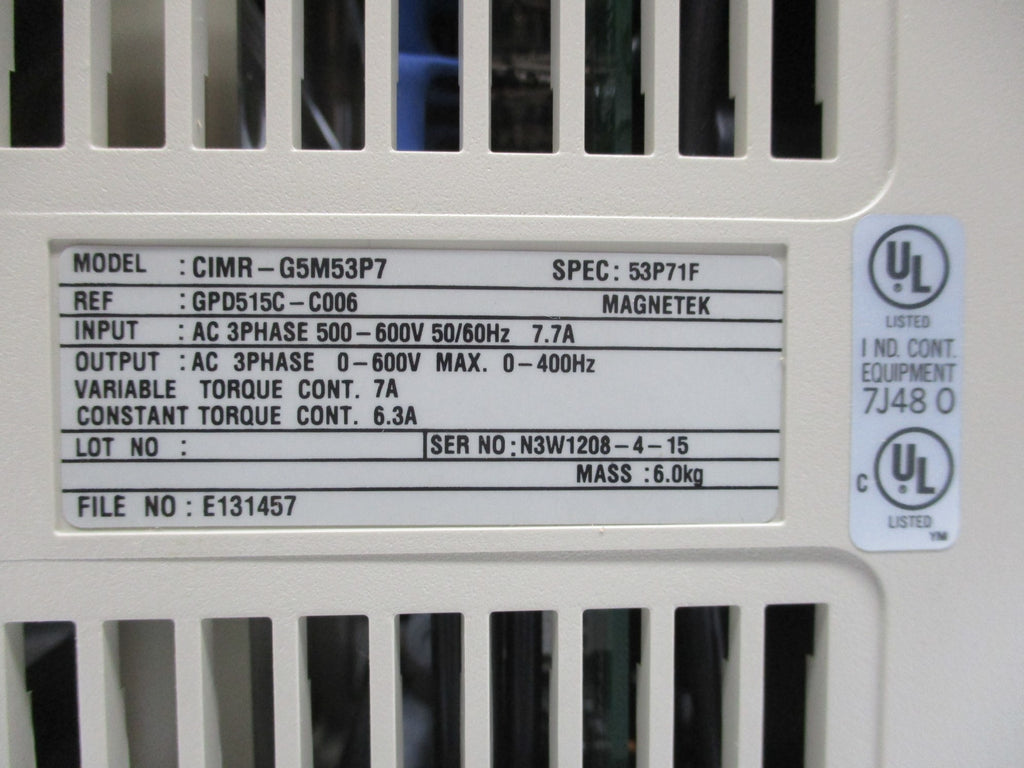 MODEL : CIMR-G5M53P7 SPEC: 53P71F
REF : GPD515C-C006 MAGNETEK
INPUT : AC 3PHASE 500-600V 50/60Hz 7.7A
OUTPUT : AC 3PHASE 0-600V MAX. 0-400Hz
VARIABLE TORQUE CONT. 7A
CONSTANT TORQUE CONT. 6.3A
LOT NO : SER NO: N3W1208-4-15
MASS : 6.0kg
FILE NO : E131457
UL
LISTED
IND. CONT.
EQUIPMENT
7J48 O
C UL
LISTED
YM